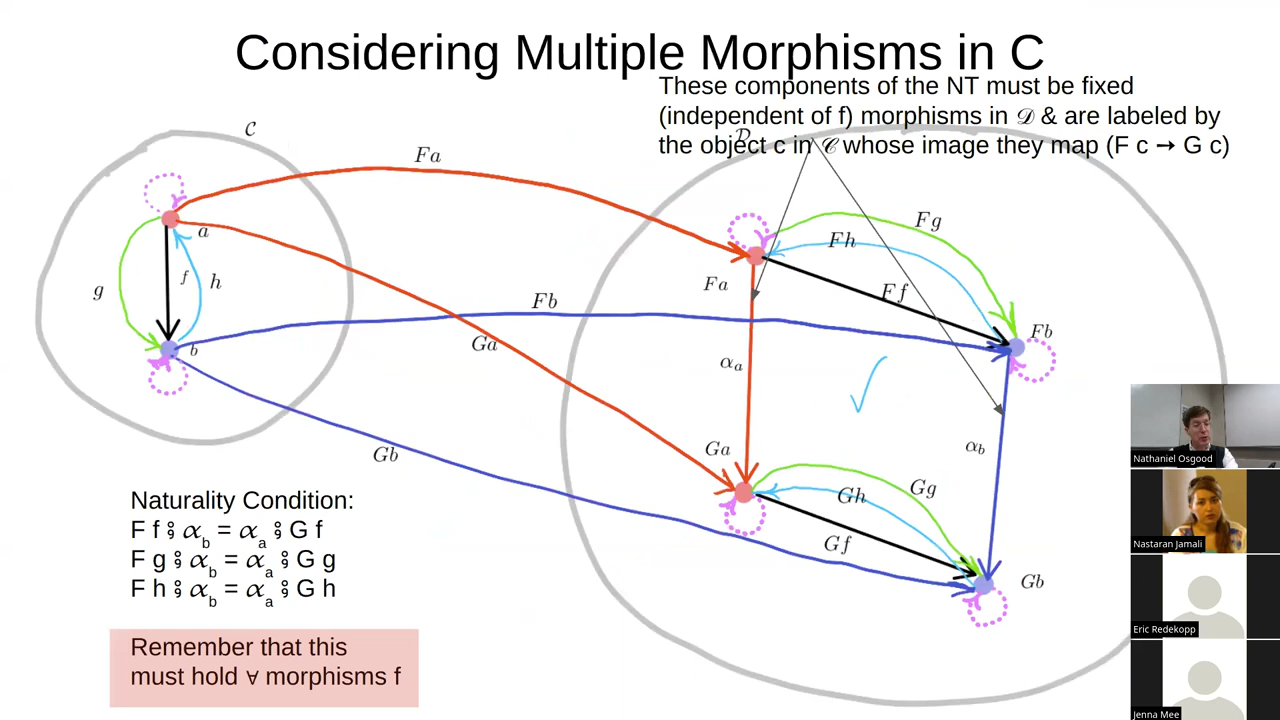 Considering Multiple Morphisms in C
These components of the NT must be fixed
(independent of f) morphisms in 𝒟 & are labeled by
the object c in 𝒞 whose image they map (F c → G c)
𝒞
𝒟
Fa
a
g
f
h
b
Fb
Ga
Gb
Fg
Fh
Fa
Ff
Fb
αa
αb
Ga
Gh
Gg
Gf
Gb
Naturality Condition:
F f ⨟ αb = αa ⨟ G f
F g ⨟ αb = αa ⨟ G g
F h ⨟ αb = αa ⨟ G h
Remember that this
must hold ∀ morphisms f
Nathaniel Osgood
Nastaran Jamali
Eric Redekopp
Jenna Mee